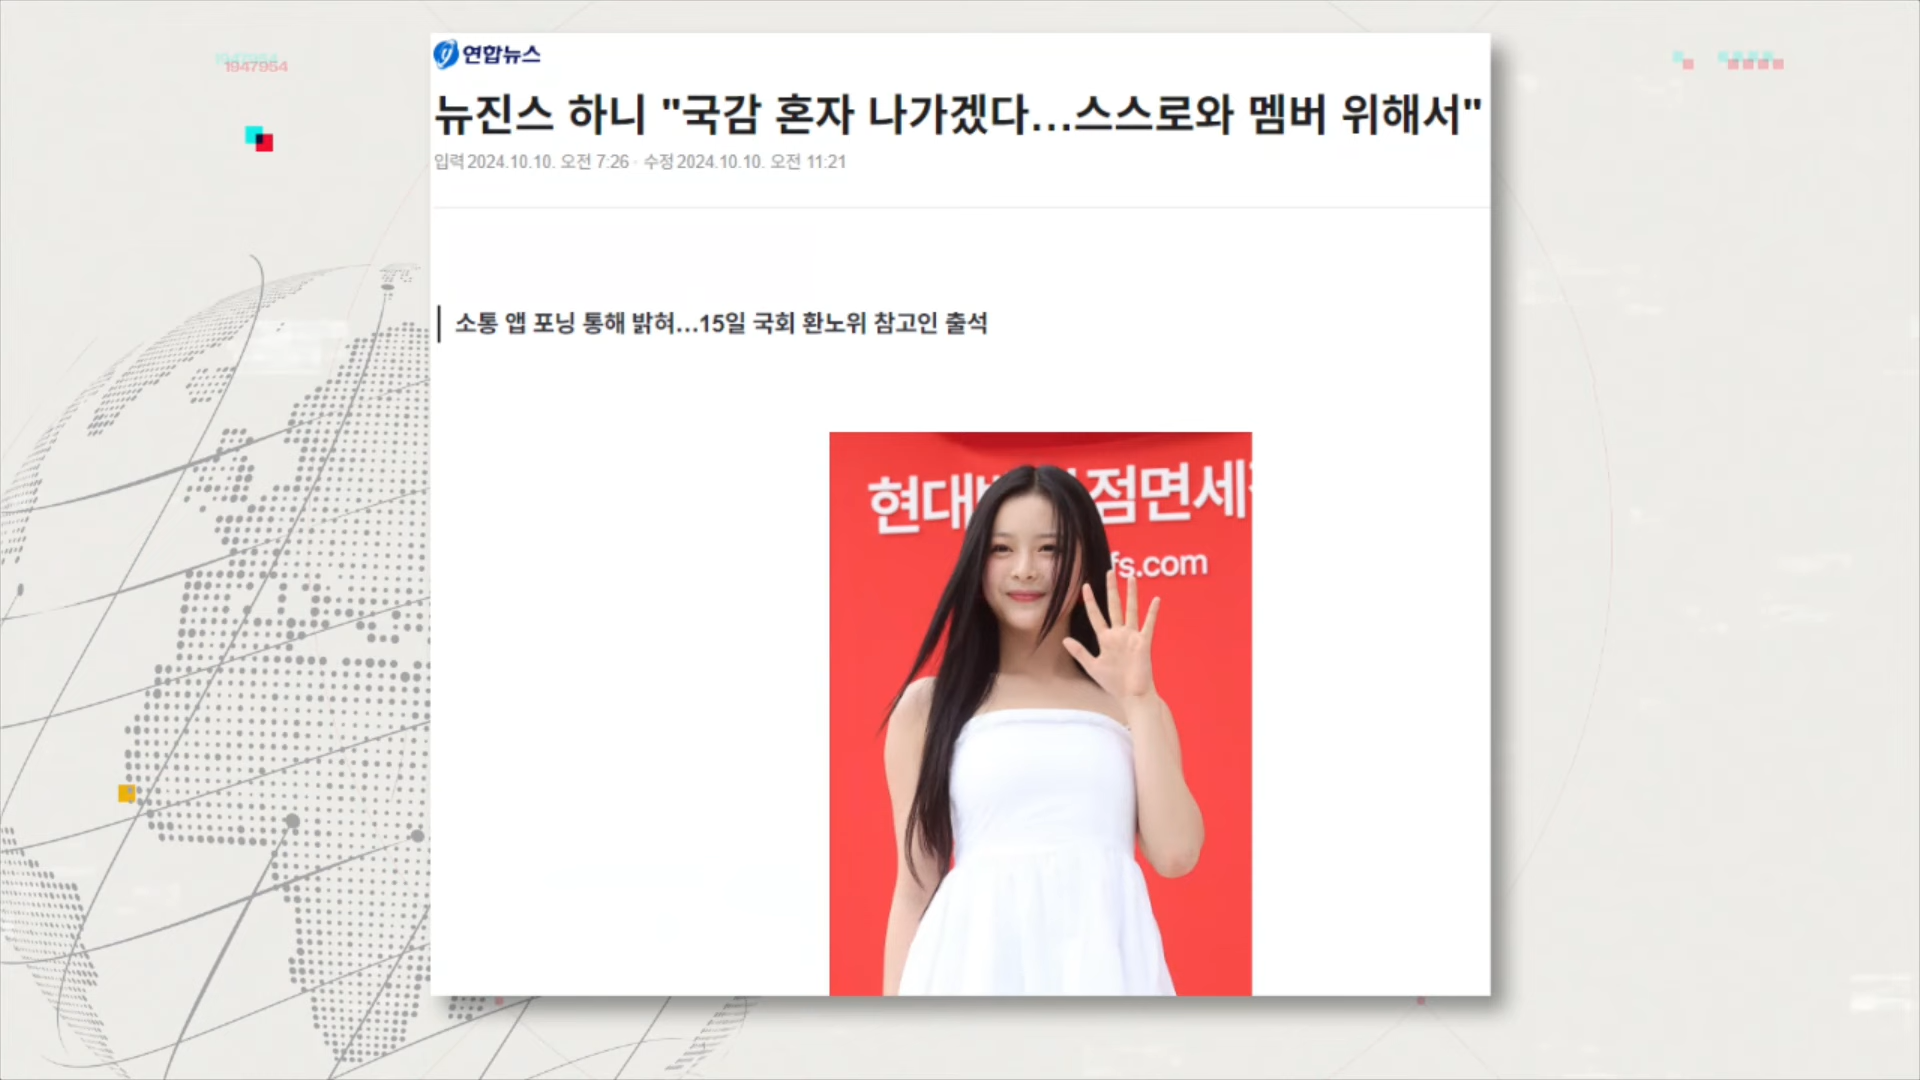 1947954
연합뉴스
뉴진스 하니 "국감 혼자 나가겠다…스스로와 멤버 위해서"
입력 2024.10.10. 오전 7:26 · 수정 2024.10.10. 오전 11:21
소통 앱 포닝 통해 밝혀…15일 국회 환노위 참고인 출석
현대 점면세
fs.com